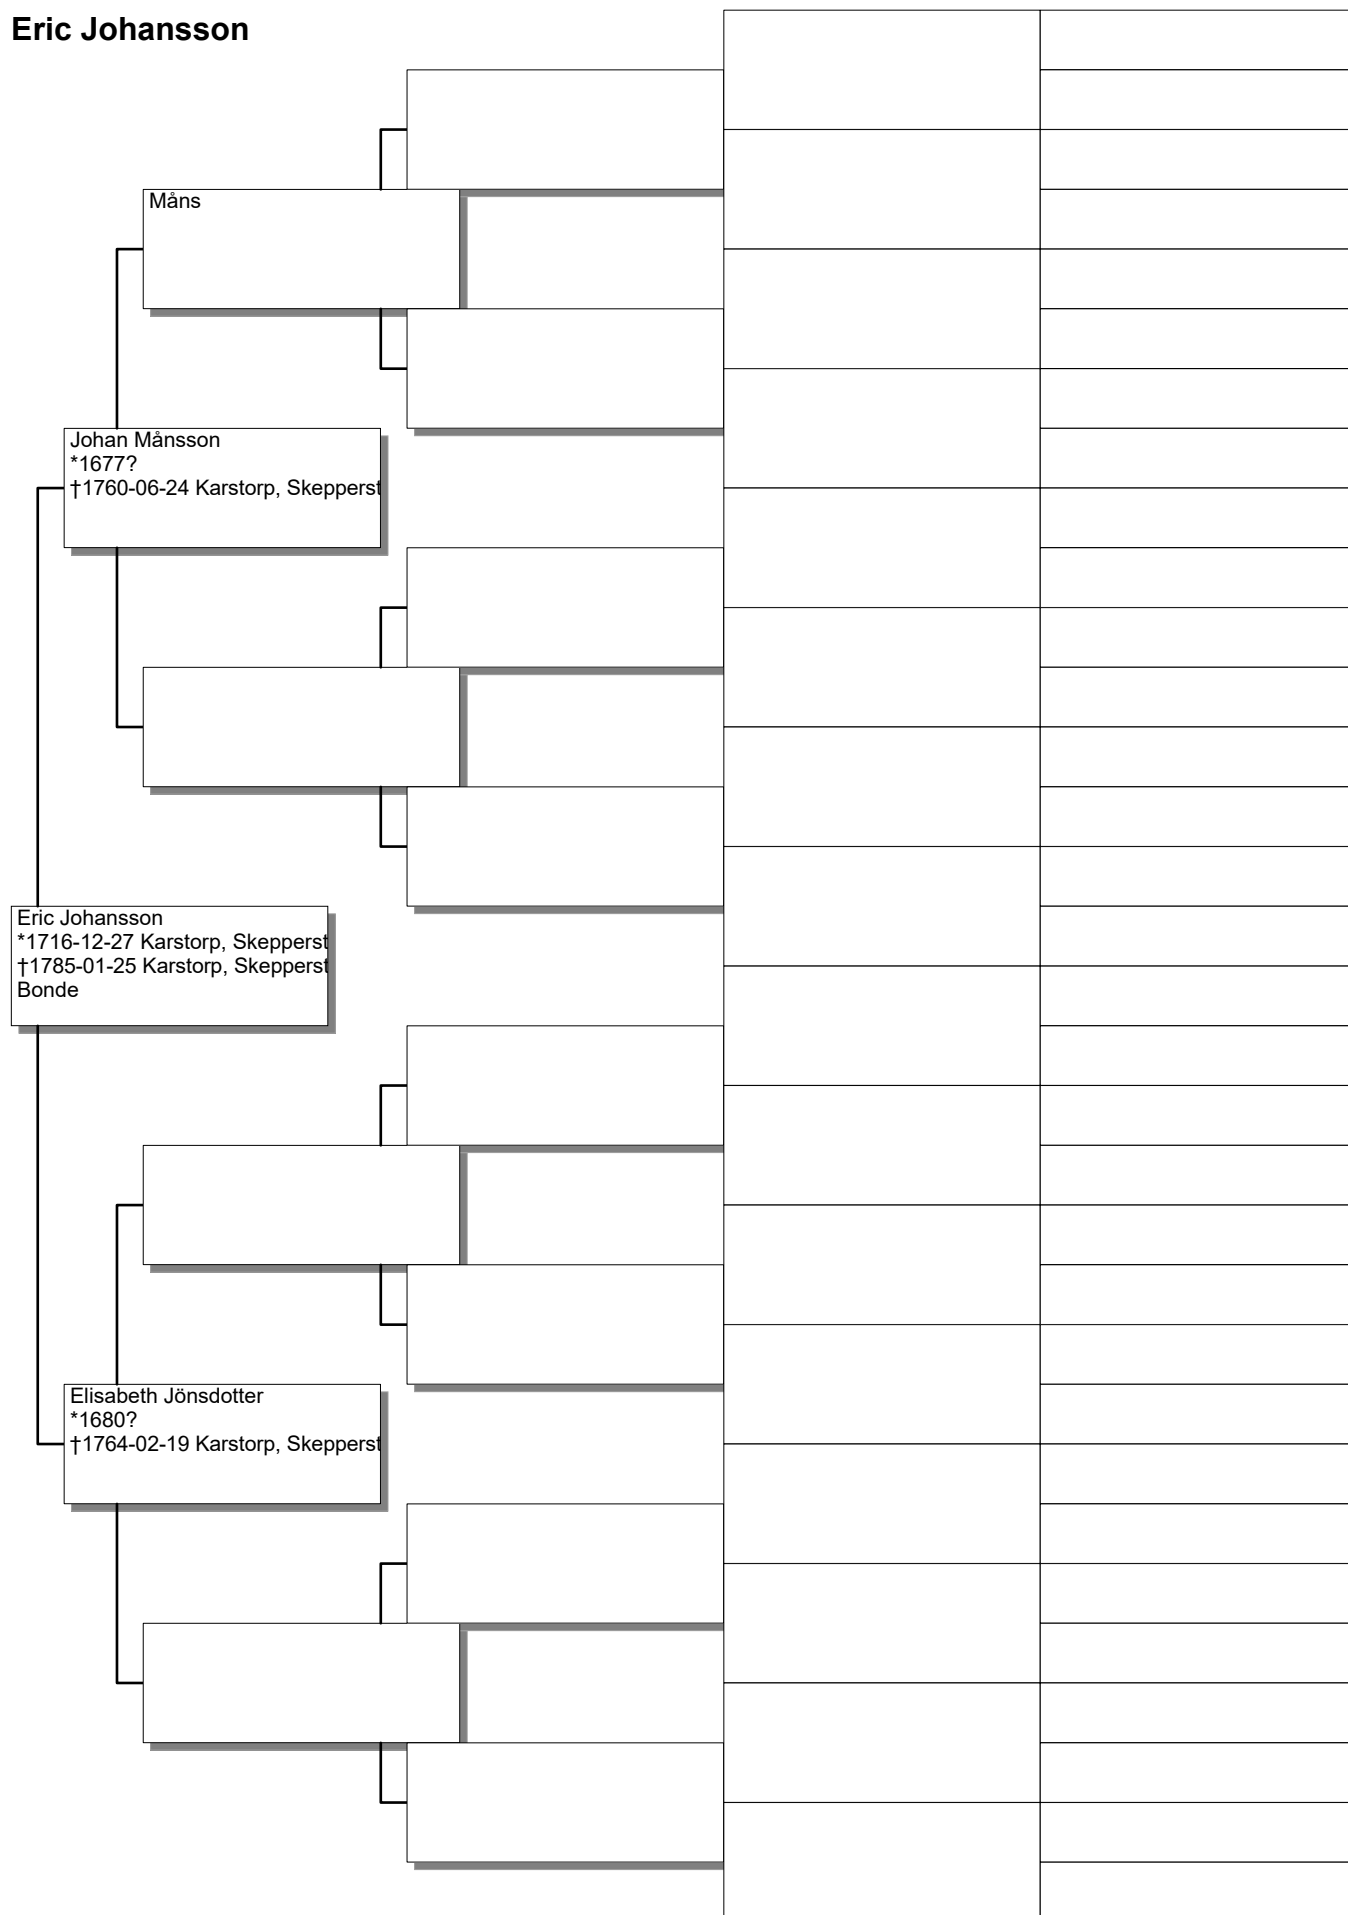 Eric Johansson
Måns
Johan Månsson
*1677?
†1760-06-24 Karstorp, Skepperst
Eric Johansson
*1716-12-27 Karstorp, Skepperst
†1785-01-25 Karstorp, Skepperst
Bonde
Elisabeth Jönsdotter
*1680?
†1764-02-19 Karstorp, Skepperst